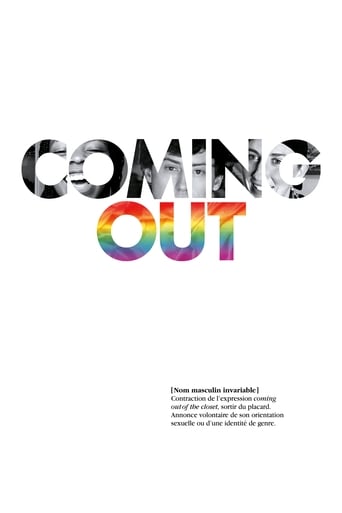 COMING
OUT
[Nom masculin invariable]
Contraction de l'expression coming
out of the closet, sortir du placard.
Annonce volontaire de son orientation
sexuelle ou d'une identité de genre.